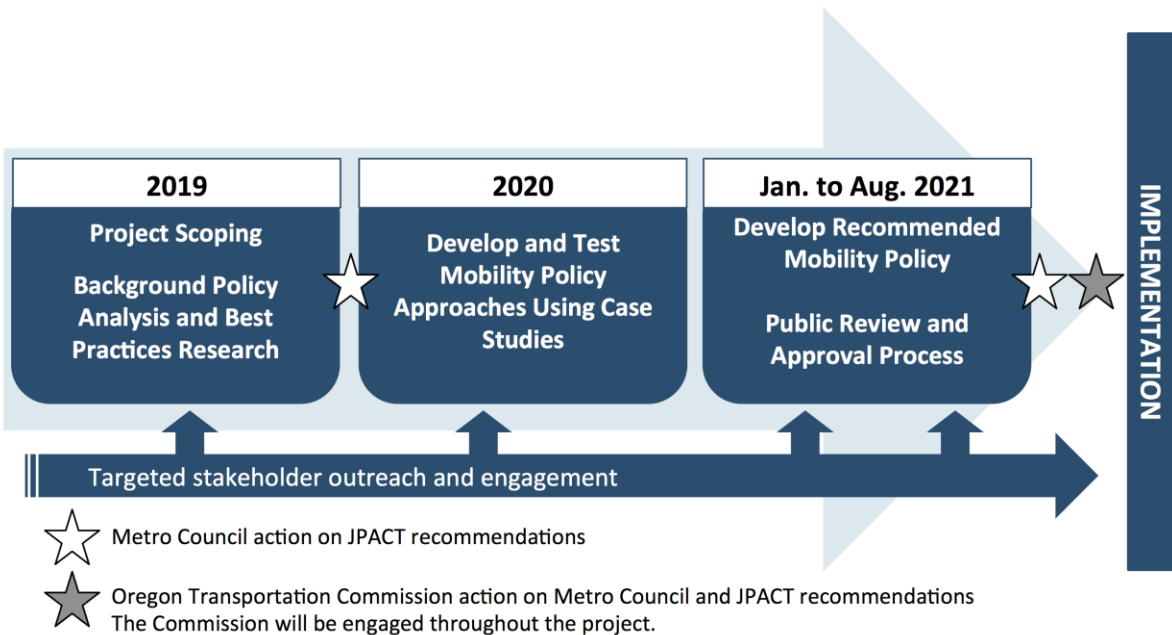 2019
Project Scoping
Background Policy
Analysis and Best
Practices Research
2020
Develop and Test
Mobility Policy
Approaches Using Case
Studies
Jan. to Aug. 2021
Develop Recommended
Mobility Policy
Public Review and
Approval Process
IMPLEMENTATION
Targeted stakeholder outreach and engagement
Metro Council action on JPACT recommendations
Oregon Transportation Commission action on Metro Council and JPACT recommendations
The Commission will be engaged throughout the project.